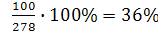 100/278 · 100% = 36%